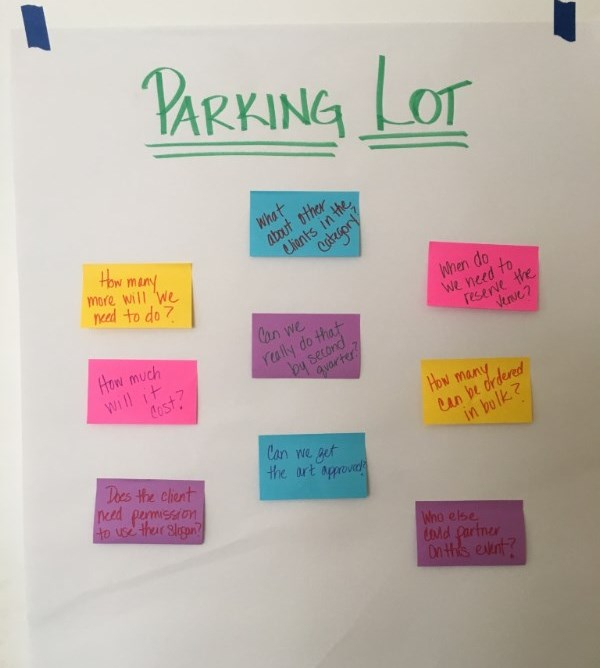 PARKING LOT
What
about other
clients in the
category?
When do
we need to
reserve the
venue?
How many
more will we
need to do?
Can we
really do that
by second
quarter?
How much
will it
cost?
How many
can be ordered
in bulk?
Can we get
the art approved?
Does the client
need permission
to use their slogan?
Who else
could partner
on this event?